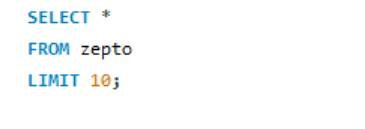 SELECT *
FROM zepto
LIMIT 10;